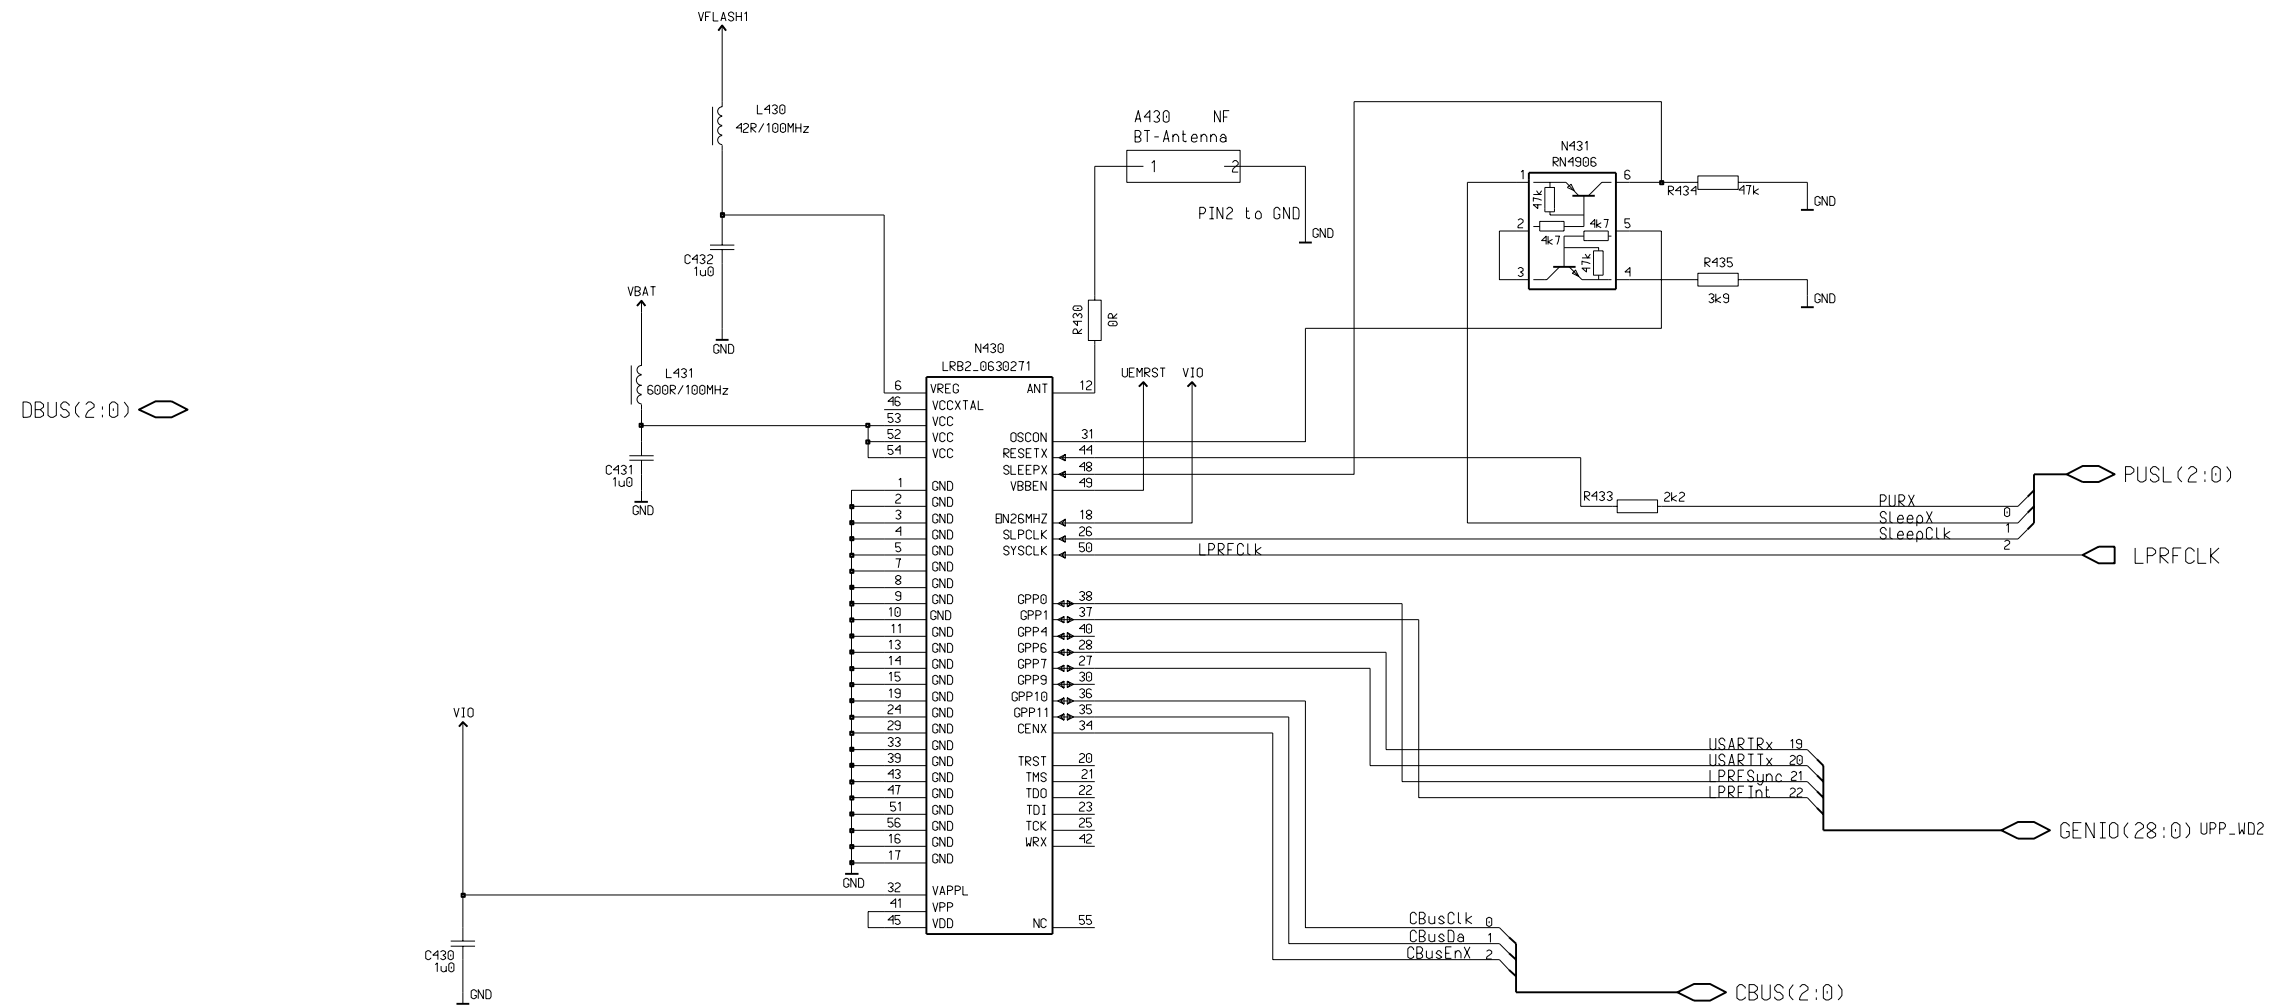 VFLASH1
L430
42R/100MHz
C432
1u0
GND
VBAT
L431
600R/100MHz
C431
1u0
GND
DBUS(2:0)
A430 NF
BT-Antenna
1 2
PIN2 to GND
GND
R430
0R
N431
RN4906
1 6
2 5
3 4
47k
4k7
4k7
47k
R434 47k
GND
R435
3k9
GND
N430
LRB2_0630271
UEMRST VIO
6 VREG ANT 12
46 VCCXTAL
53 VCC
52 VCC OSCON 31
54 VCC RESETX 44
SLEEPX 48
1 GND VBBEN 49
2 GND
3 GND EN26MHZ 18
4 GND SLPCLK 26
5 GND SYSCLK 50
7 GND
8 GND
9 GND GPP0 38
10 GND GPP1 37
11 GND GPP4 40
13 GND GPP6 28
14 GND GPP7 27
15 GND GPP9 30
19 GND GPP10 36
24 GND GPP11 35
29 GND CENX 34
33 GND
39 GND TRST 20
43 GND TMS 21
47 GND TDO 22
51 GND TDI 23
56 GND TCK 25
16 GND WRX 42
17 GND
GND
32 VAPPL
41 VPP
45 VDD NC 55
LPRFClk
R433 2k2
PURX 0
SleepX 1
SleepClk 2
PUSL(2:0)
LPRFCLK
VIO
C430
1u0
GND
USARTRx 19
USARTTx 20
LPRFSync 21
LPRFInt 22
GENIO(28:0) UPP_WD2
CBusClk 0
CBusDa 1
CBusEnX 2
CBUS(2:0)